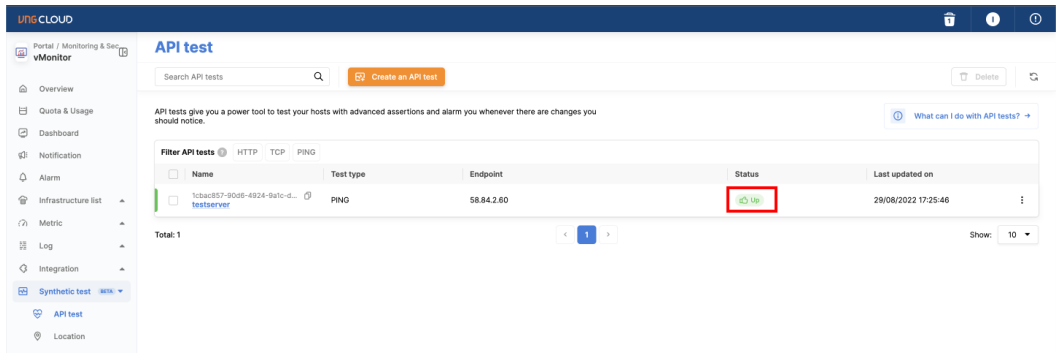 VNG CLOUD
1
Portal / Monitoring & Sec
vMonitor
Overview
Quota & Usage
Dashboard
Notification
Alarm
Infrastructure list
Metric
Log
Integration
Synthetic test BETA
API test
Location
API test
Search API tests
Create an API test
Delete
API tests give you a power tool to test your hosts with advanced assertions and alarm you whenever there are changes you
should notice.
What can I do with API tests? →
Filter API tests ? HTTP TCP PING
Name Test type Endpoint Status Last updated on
1cbac857-90d6-4924-9a1c-d...
testserver
PING 58.84.2.60 Up 29/08/2022 17:25:46
Total: 1
< 1 >
Show: 10